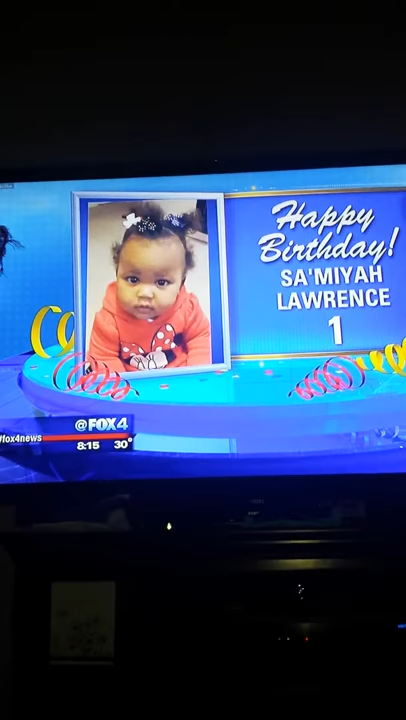 Happy
Birthday!
SA'MIYAH
LAWRENCE
1
@FOX4
#fox4news
8:15 30°